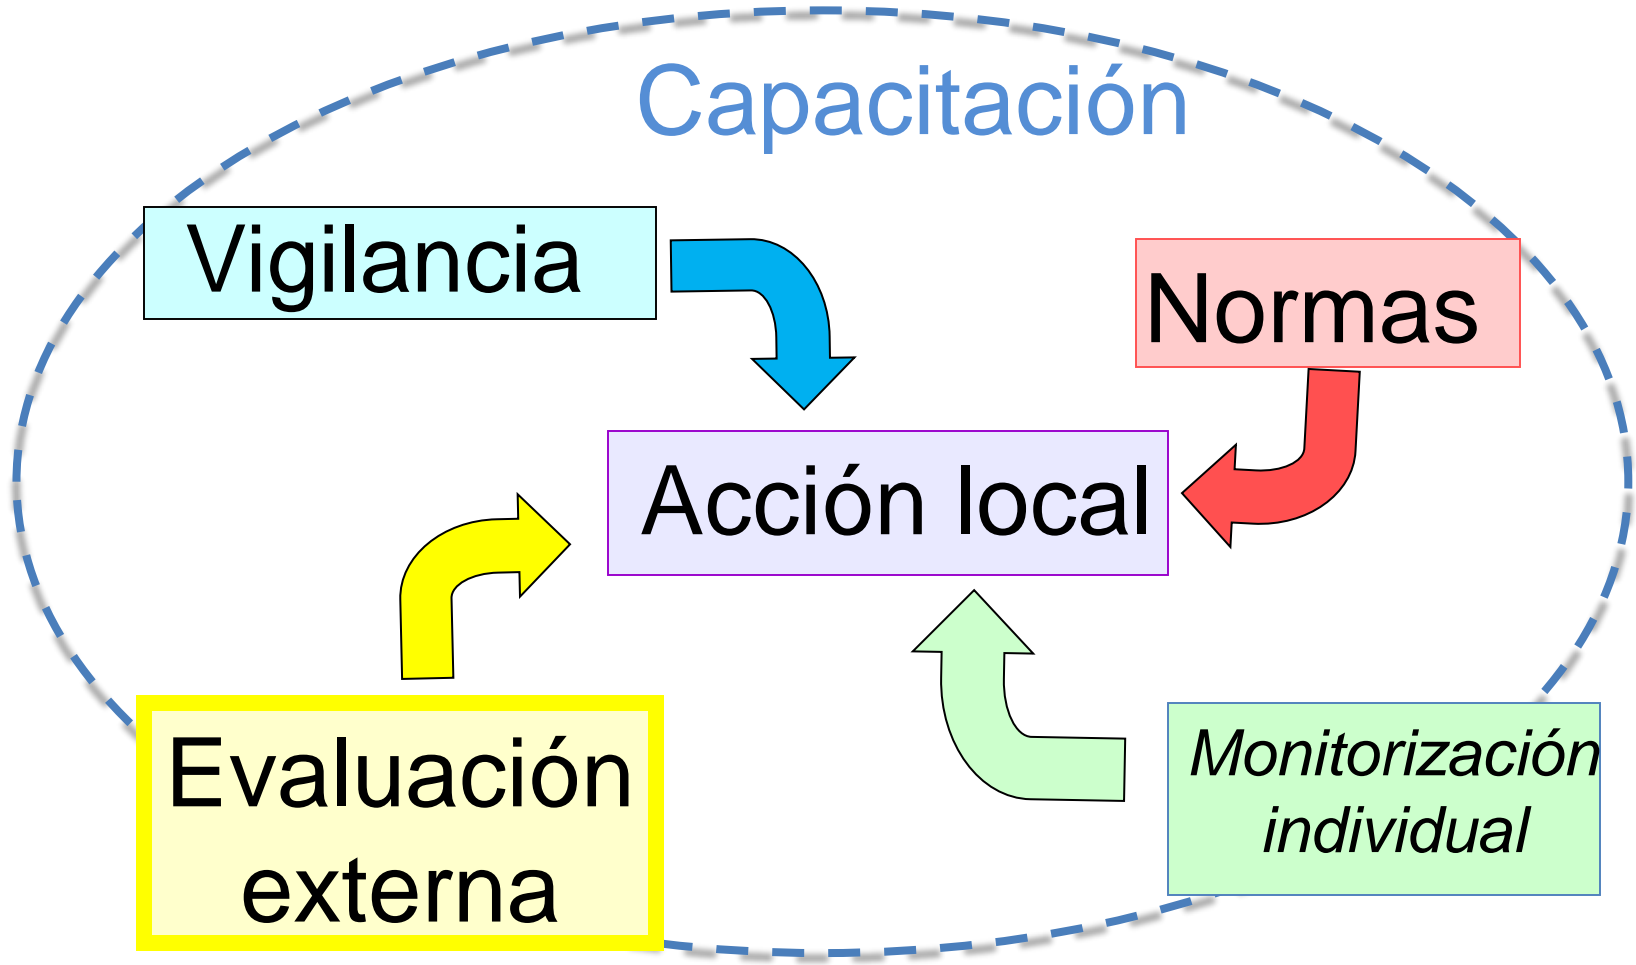 Capacitación
Vigilancia
Normas
Acción local
Evaluación
externa
Monitorización
individual